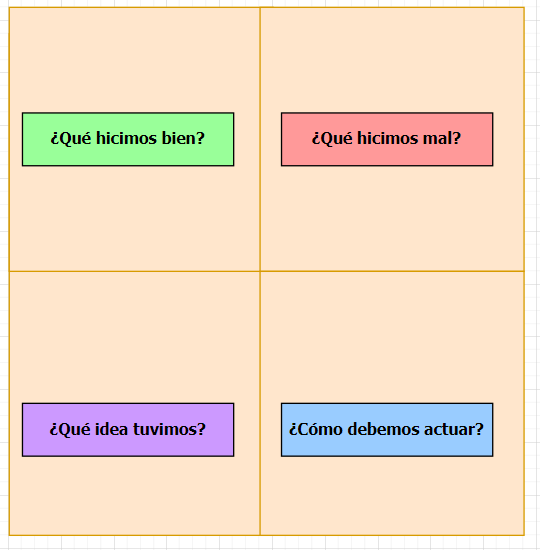 ¿Qué hicimos bien?
¿Qué hicimos mal?
¿Qué idea tuvimos?
¿Cómo debemos actuar?